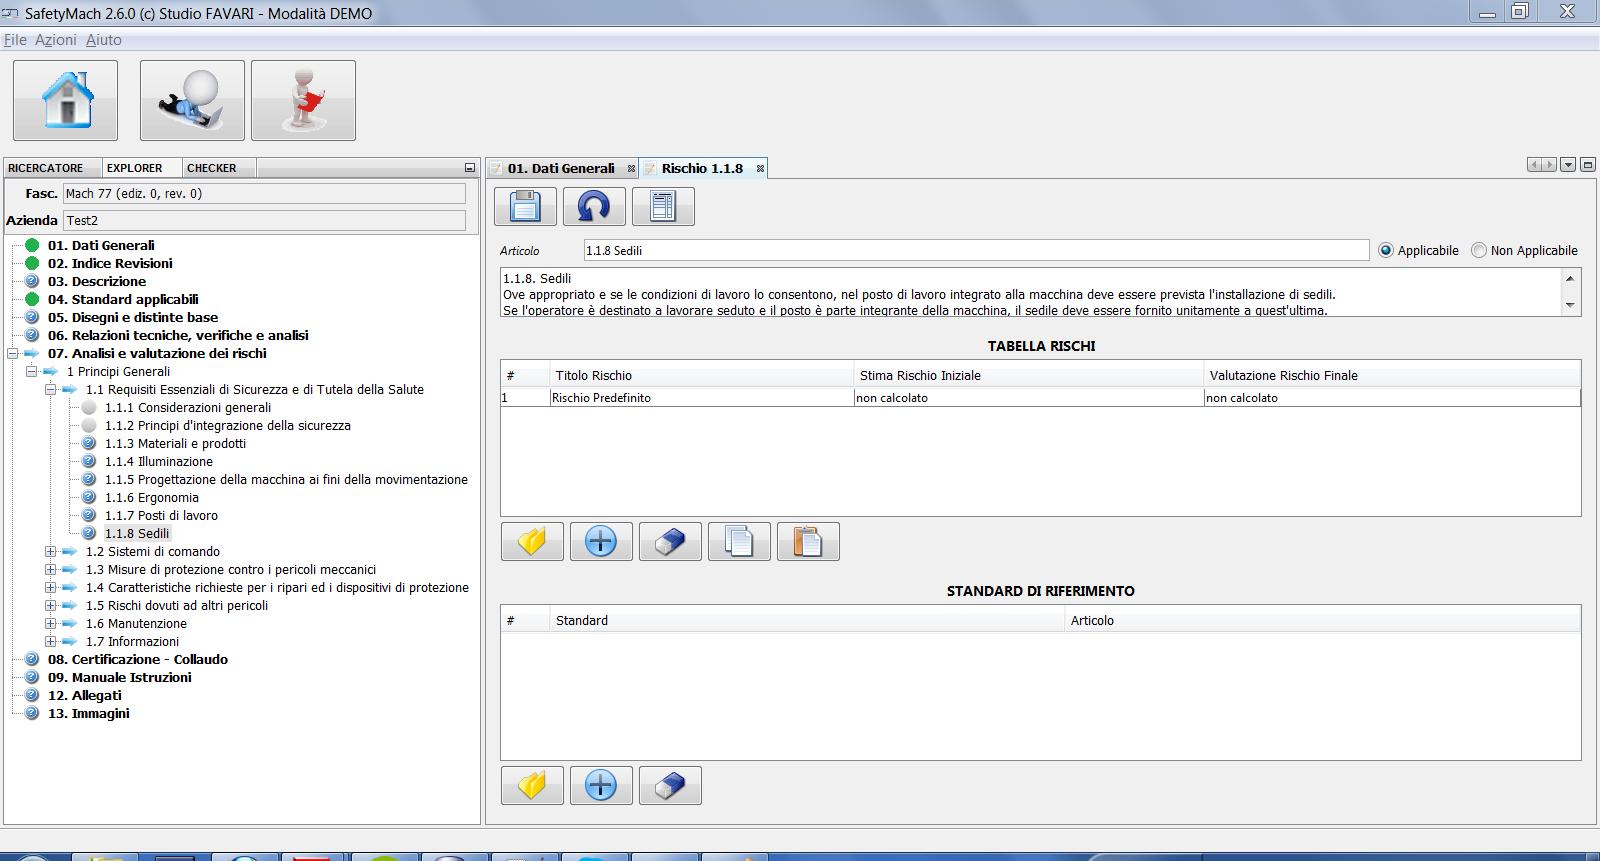 SafetyMach 2.6.0 (c) Studio FAVARI - Modalità DEMO
File Azioni Aiuto
RICERCATORE EXPLORER CHECKER
Fasc. Mach 77 (ediz. 0, rev. 0)
Azienda Test2
01. Dati Generali
02. Indice Revisioni
03. Descrizione
04. Standard applicabili
05. Disegni e distinte base
06. Relazioni tecniche, verifiche e analisi
07. Analisi e valutazione dei rischi
1 Principi Generali
1.1 Requisiti Essenziali di Sicurezza e di Tutela della Salute
1.1.1 Considerazioni generali
1.1.2 Principi d'integrazione della sicurezza
1.1.3 Materiali e prodotti
1.1.4 Illuminazione
1.1.5 Progettazione della macchina ai fini della movimentazione
1.1.6 Ergonomia
1.1.7 Posti di lavoro
1.1.8 Sedili
1.2 Sistemi di comando
1.3 Misure di protezione contro i pericoli meccanici
1.4 Caratteristiche richieste per i ripari ed i dispositivi di protezione
1.5 Rischi dovuti ad altri pericoli
1.6 Manutenzione
1.7 Informazioni
08. Certificazione - Collaudo
09. Manuale Istruzioni
12. Allegati
13. Immagini
01. Dati Generali Rischio 1.1.8
Articolo 1.1.8 Sedili Applicabile Non Applicabile
1.1.8. Sedili
Ove appropriato e se le condizioni di lavoro lo consentono, nel posto di lavoro integrato alla macchina deve essere prevista l'installazione di sedili.
Se l'operatore è destinato a lavorare seduto e il posto è parte integrante della macchina, il sedile deve essere fornito unitamente a quest'ultima.
TABELLA RISCHI
# Titolo Rischio Stima Rischio Iniziale Valutazione Rischio Finale
1 Rischio Predefinito non calcolato non calcolato
STANDARD DI RIFERIMENTO
# Standard Articolo